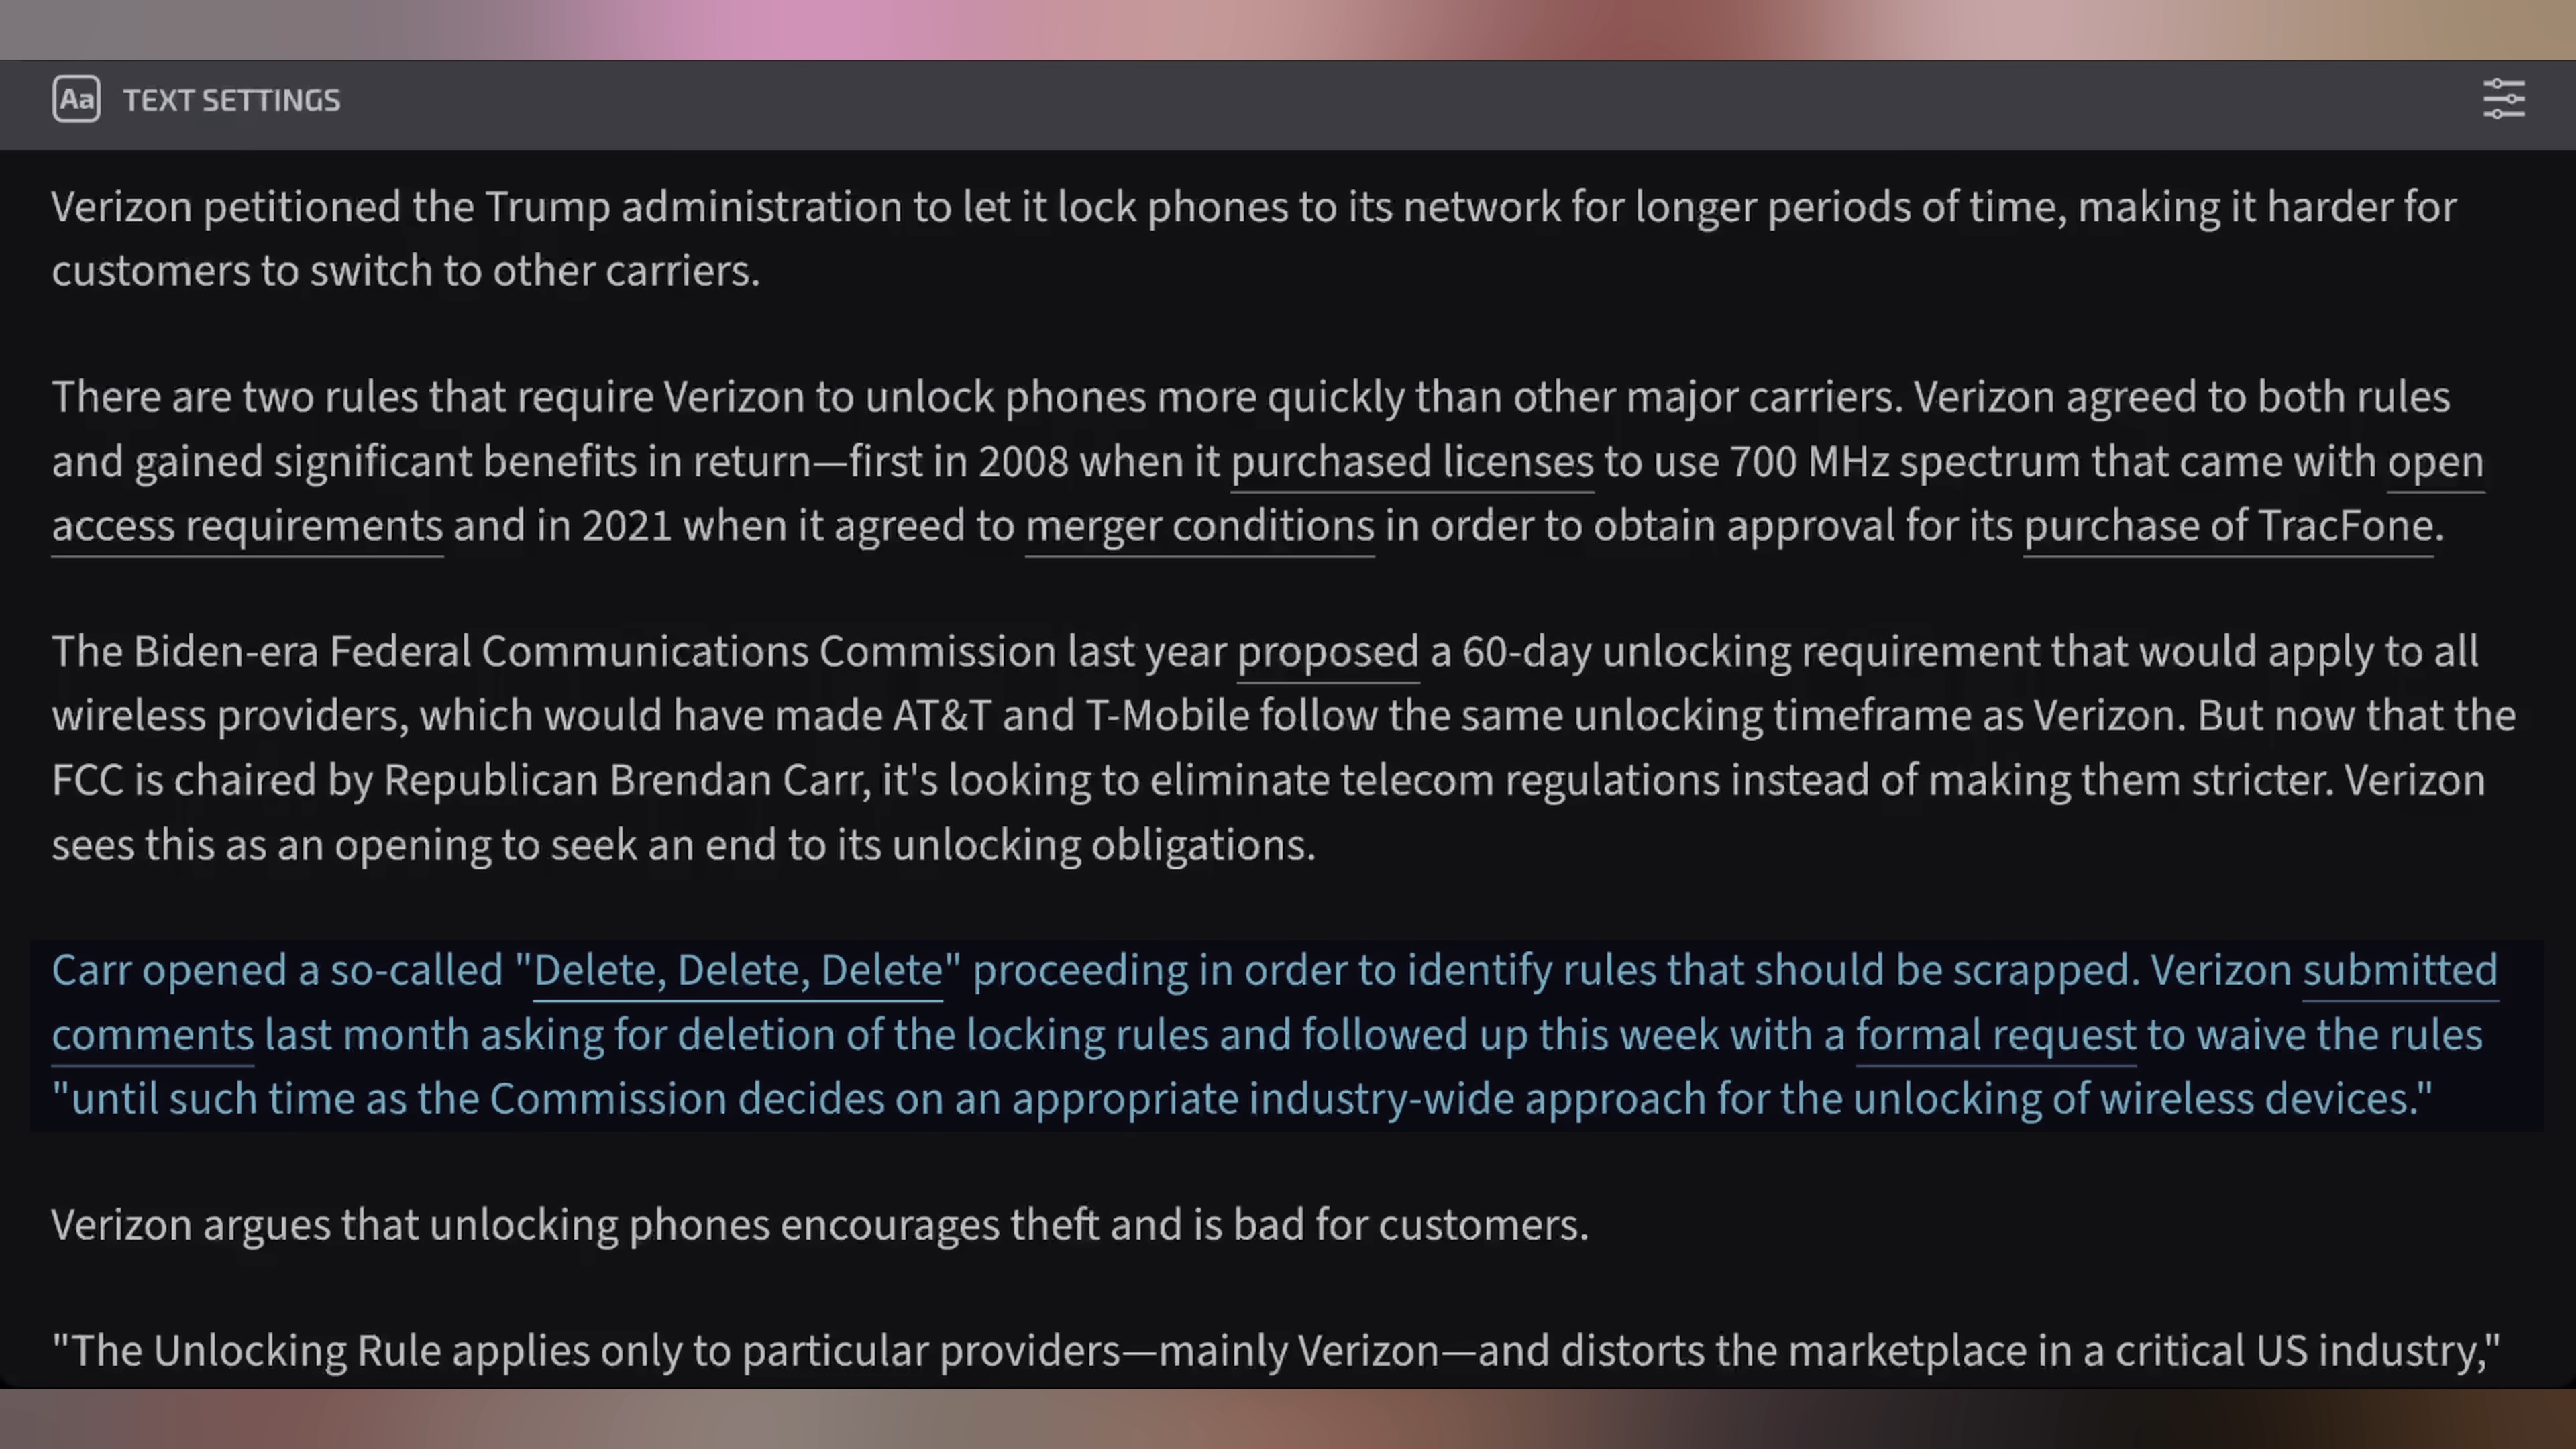 Aa TEXT SETTINGS
Verizon petitioned the Trump administration to let it lock phones to its network for longer periods of time, making it harder for
customers to switch to other carriers.
There are two rules that require Verizon to unlock phones more quickly than other major carriers. Verizon agreed to both rules
and gained significant benefits in return—first in 2008 when it purchased licenses to use 700 MHz spectrum that came with open
access requirements and in 2021 when it agreed to merger conditions in order to obtain approval for its purchase of TracFone.
The Biden-era Federal Communications Commission last year proposed a 60-day unlocking requirement that would apply to all
wireless providers, which would have made AT&T and T-Mobile follow the same unlocking timeframe as Verizon. But now that the
FCC is chaired by Republican Brendan Carr, it's looking to eliminate telecom regulations instead of making them stricter. Verizon
sees this as an opening to seek an end to its unlocking obligations.
Carr opened a so-called "Delete, Delete, Delete" proceeding in order to identify rules that should be scrapped. Verizon submitted
comments last month asking for deletion of the locking rules and followed up this week with a formal request to waive the rules
"until such time as the Commission decides on an appropriate industry-wide approach for the unlocking of wireless devices."
Verizon argues that unlocking phones encourages theft and is bad for customers.
"The Unlocking Rule applies only to particular providers—mainly Verizon—and distorts the marketplace in a critical US industry,"